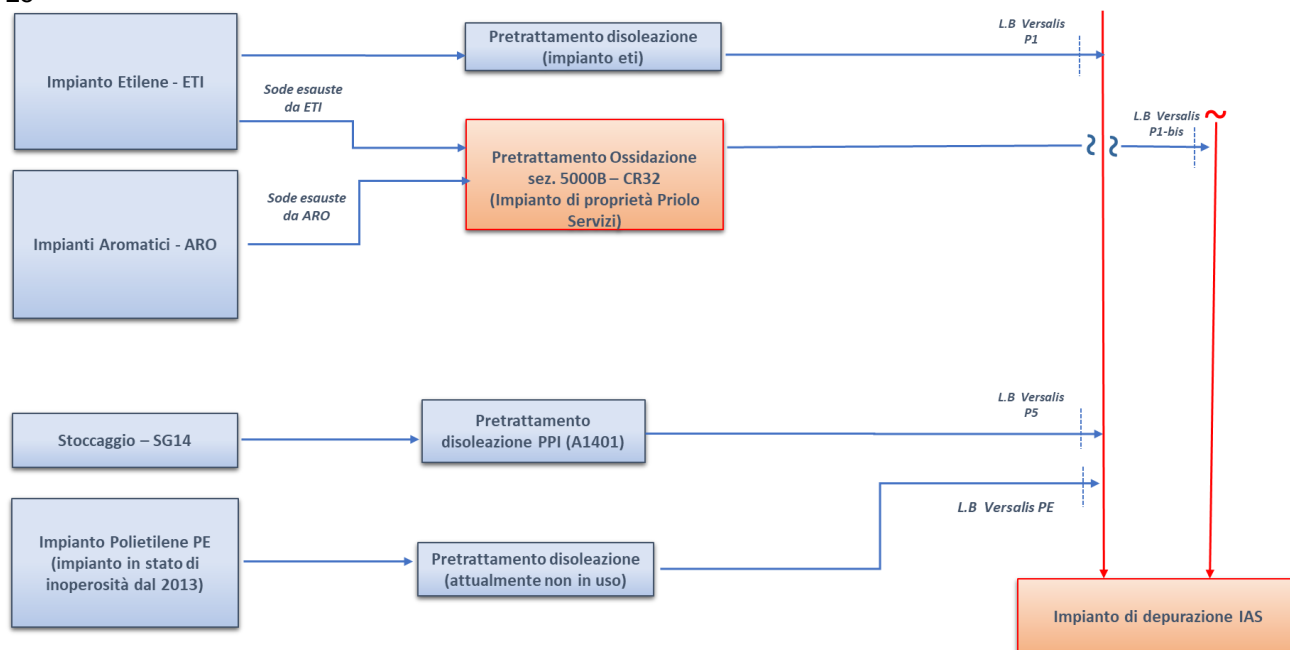 Impianto Etilene - ETI
Pretrattamento disoleazione
(impianto eti)
L.B Versalis
P1
Sode esauste
da ETI
L.B Versalis
P1-bis
Pretrattamento Ossidazione
sez. 5000B – CR32
(Impianto di proprietà Priolo
Servizi)
Impianti Aromatici - ARO
Sode esauste
da ARO
L.B Versalis
P5
Stoccaggio – SG14
Pretrattamento
disoleazione PPI (A1401)
L.B Versalis PE
Impianto Polietilene PE
(impianto in stato di
inoperosità dal 2013)
Pretrattamento disoleazione
(attualmente non in uso)
Impianto di depurazione IAS